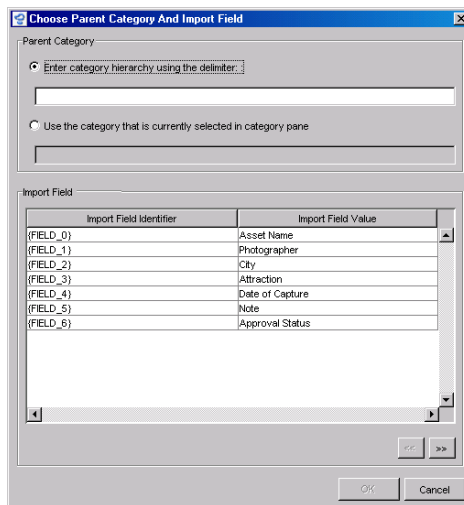 Choose Parent Category And Import Field
Parent Category
Enter category hierarchy using the delimiter: :
Use the category that is currently selected in category pane
Import Field
Import Field Identifier Import Field Value
{FIELD_0} Asset Name
{FIELD_1} Photographer
{FIELD_2} City
{FIELD_3} Attraction
{FIELD_4} Date of Capture
{FIELD_5} Note
{FIELD_6} Approval Status
<< >>
OK Cancel